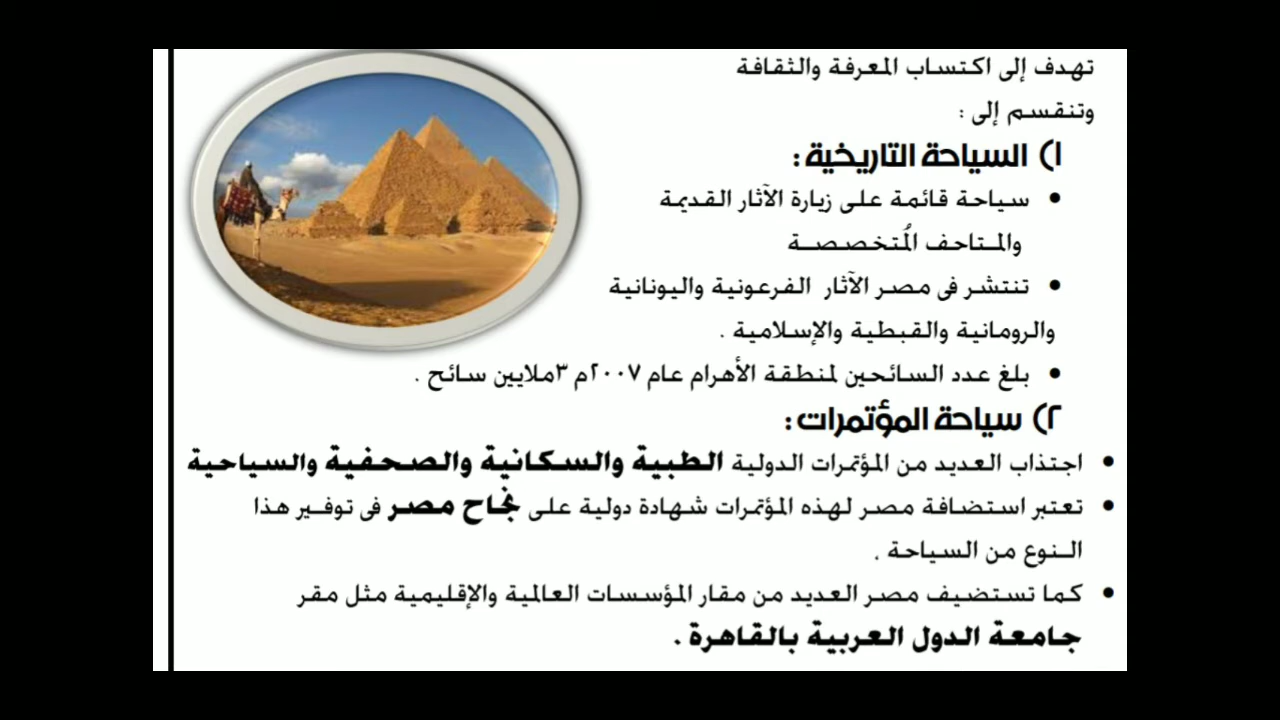 تهدف إلى اكتساب المعرفة والثقافة
وتنقسم إلى :
١) السياحة التاريخية :
• سياحة قائمة على زيارة الآثار القديمة
والمـتاحف المُتخصصـة
• تنتشر فى مصر الآثار الفرعونية واليونانية
والرومانية والقبطية والإسلامية .
• بلغ عدد السائحين لمنطقة الأهرام عام ٢٠٠٧م ٣ملايين سائح .
٢) سياحة المؤتمرات :
• اجتذاب العديد من المؤتمرات الدولية الطبية والسكانية والصحفية والسياحية
• تعتبر استضافة مصر لهذه المؤتمرات شهادة دولية على نجاح مصر فى توفـير هذا
الـنوع من السياحة .
• كما تستضيف مصر العديد من مقار المؤسسات العالمية والإقليمية مثل مقر
جامعة الدول العربية بالقاهرة .